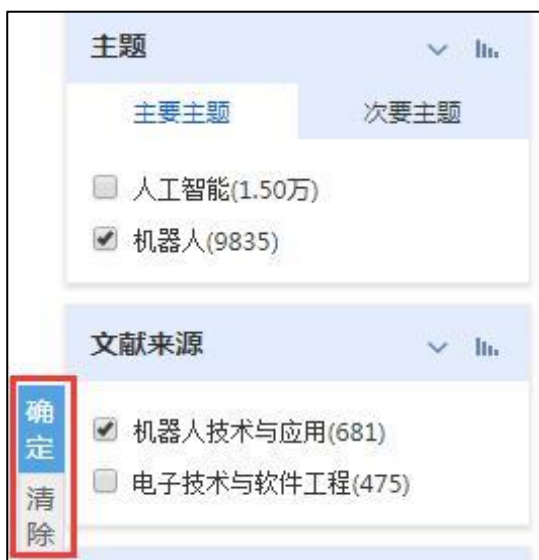 主题
主要主题 次要主题
人工智能(1.50万)
机器人(9835)
文献来源
机器人技术与应用(681)
电子技术与软件工程(475)
确定
清除